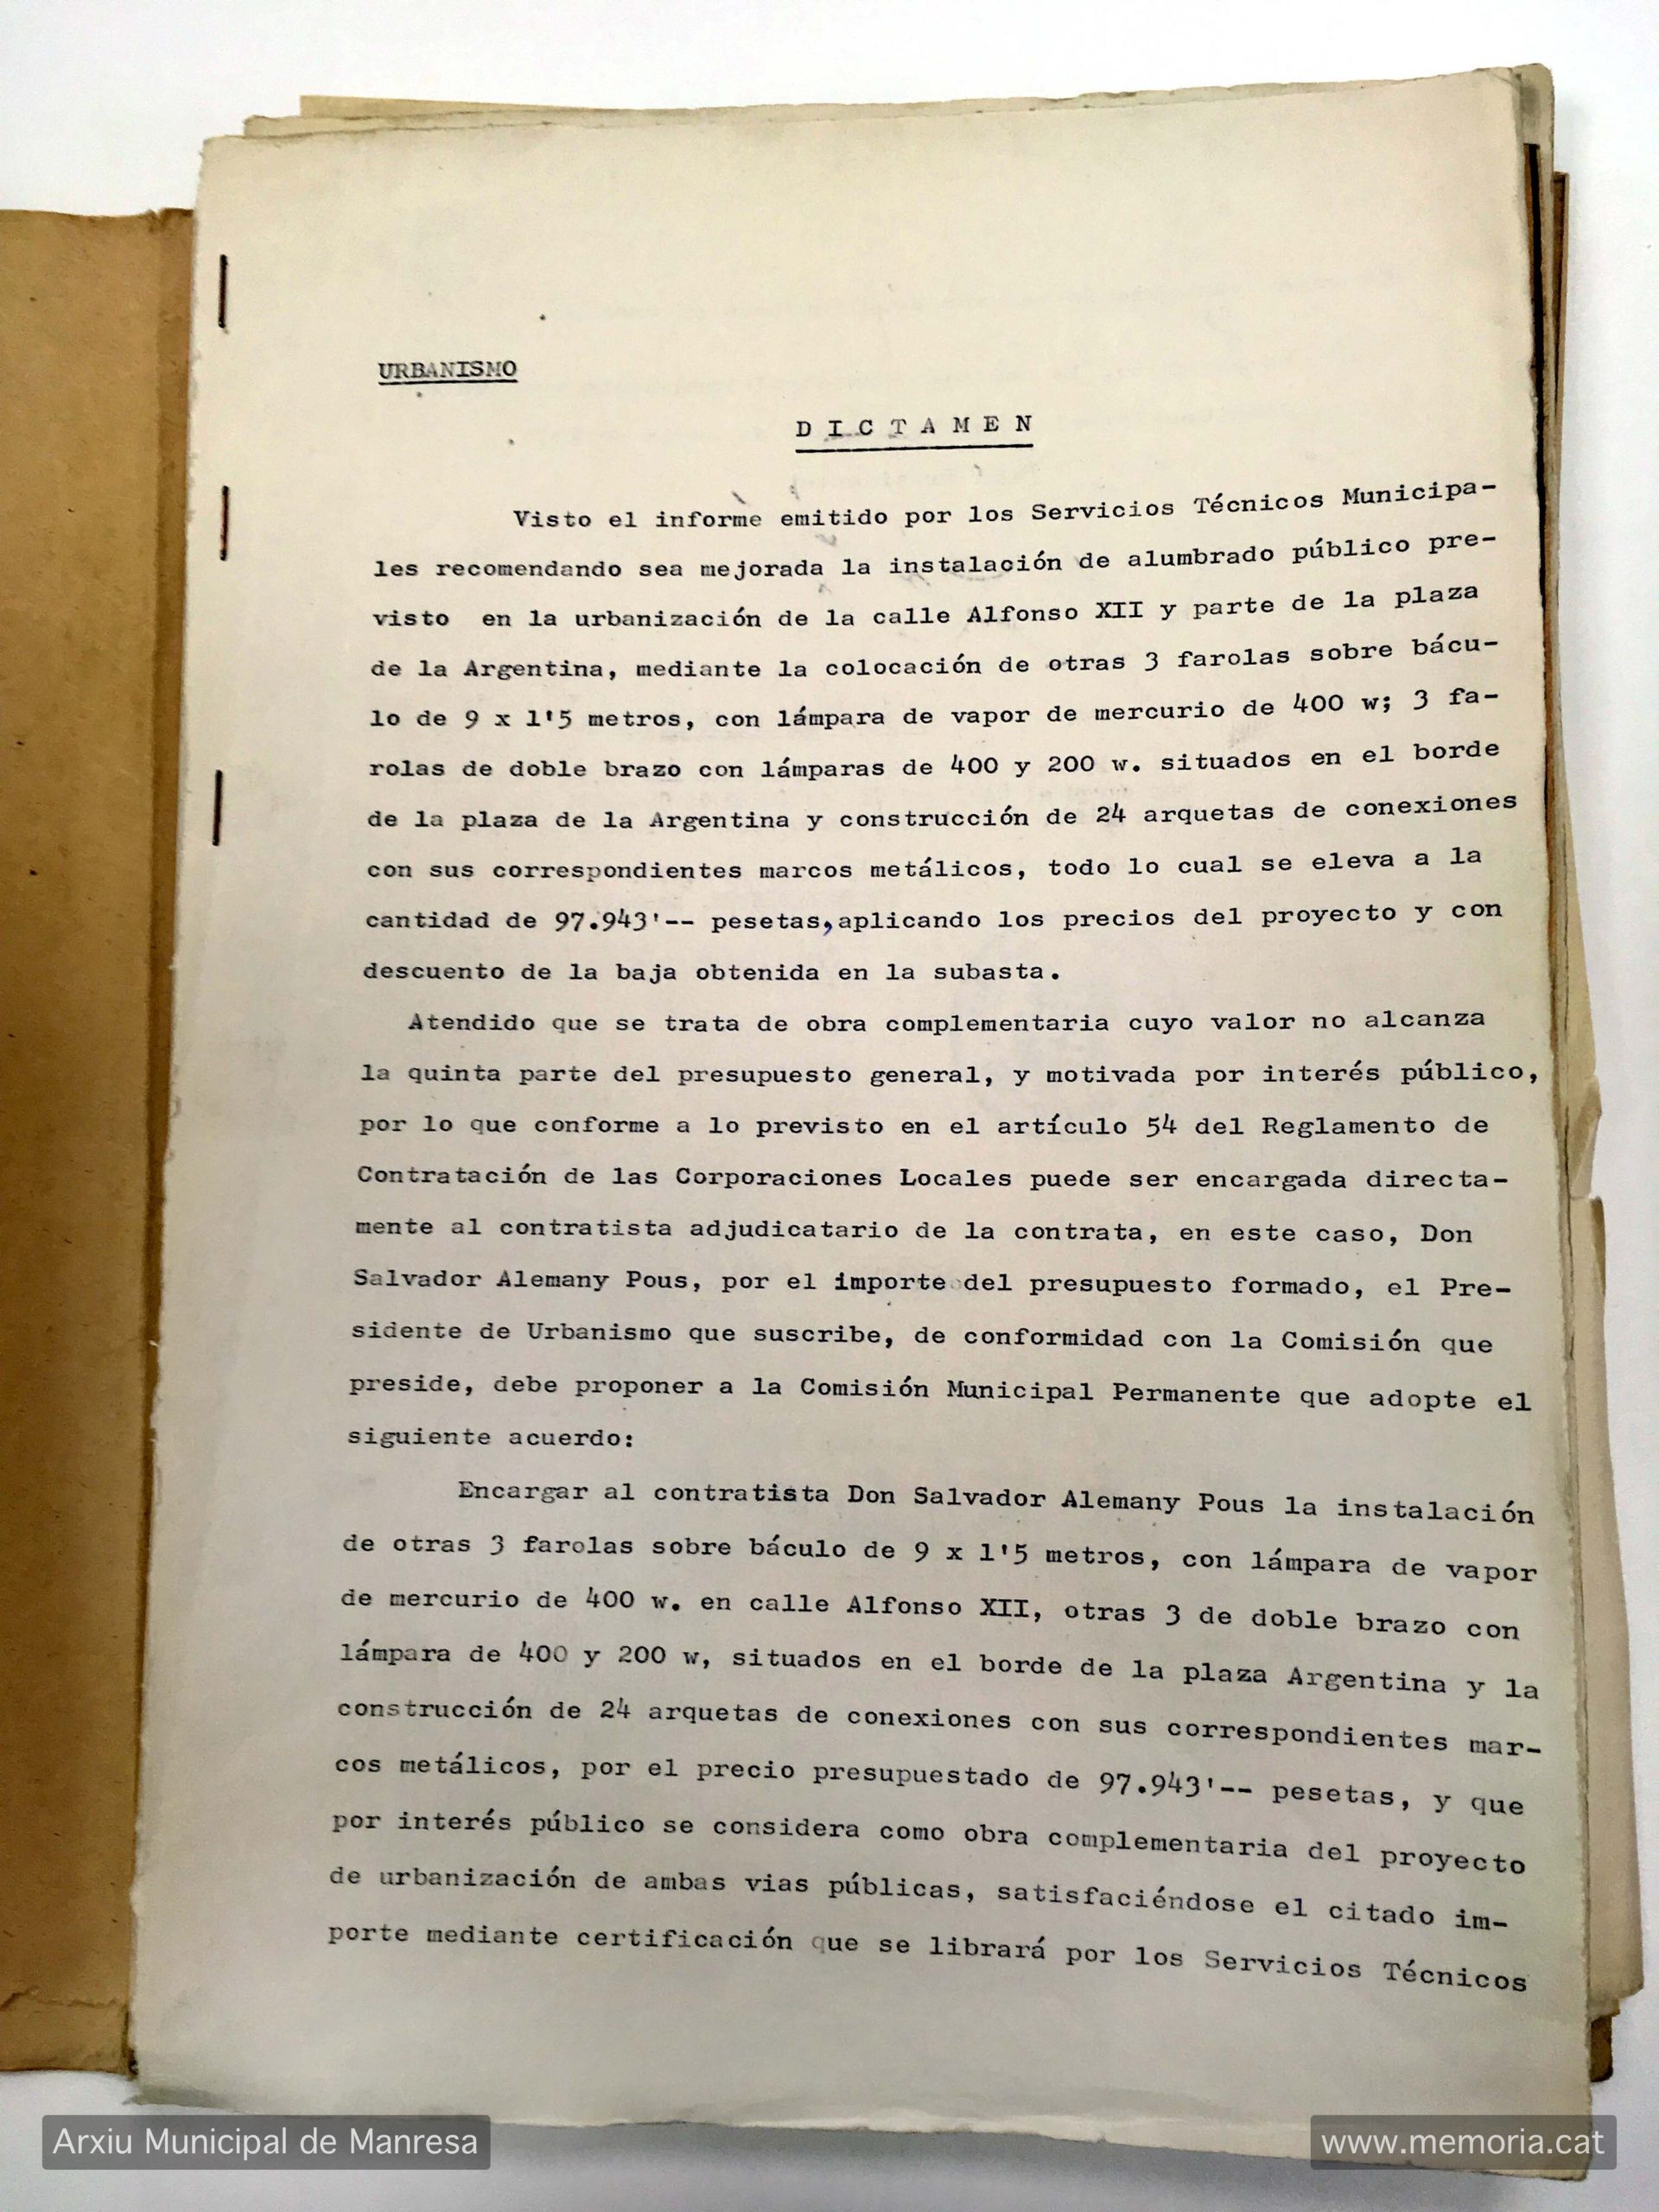 URBANISMO
D I C T A M E N
Visto el informe emitido por los Servicios Técnicos Municipa-
les recomendando sea mejorada la instalación de alumbrado público pre-
visto en la urbanización de la calle Alfonso XII y parte de la plaza
de la Argentina, mediante la colocación de otras 3 farolas sobre bácu-
lo de 9 x 1'5 metros, con lámpara de vapor de mercurio de 400 w; 3 fa-
rolas de doble brazo con lámparas de 400 y 200 w. situados en el borde
de la plaza de la Argentina y construcción de 24 arquetas de conexiones
con sus correspondientes marcos metálicos, todo lo cual se eleva a la
cantidad de 97.943'-- pesetas, aplicando los precios del proyecto y con
descuento de la baja obtenida en la subasta.
Atendido que se trata de obra complementaria cuyo valor no alcanza
la quinta parte del presupuesto general, y motivada por interés público,
por lo que conforme a lo previsto en el artículo 54 del Reglamento de
Contratación de las Corporaciones Locales puede ser encargada directa-
mente al contratista adjudicatario de la contrata, en este caso, Don
Salvador Alemany Pous, por el importe del presupuesto formado, el Pre-
sidente de Urbanismo que suscribe, de conformidad con la Comisión que
preside, debe proponer a la Comisión Municipal Permanente que adopte el
siguiente acuerdo:
Encargar al contratista Don Salvador Alemany Pous la instalación
de otras 3 farolas sobre báculo de 9 x 1'5 metros, con lámpara de vapor
de mercurio de 400 w. en calle Alfonso XII, otras 3 de doble brazo con
lámpara de 400 y 200 w, situados en el borde de la plaza Argentina y la
construcción de 24 arquetas de conexiones con sus correspondientes mar-
cos metálicos, por el precio presupuestado de 97.943'-- pesetas, y que
por interés público se considera como obra complementaria del proyecto
de urbanización de ambas vias públicas, satisfaciéndose el citado im-
porte mediante certificación que se librará por los Servicios Técnicos
Arxiu Municipal de Manresa
www.memoria.cat